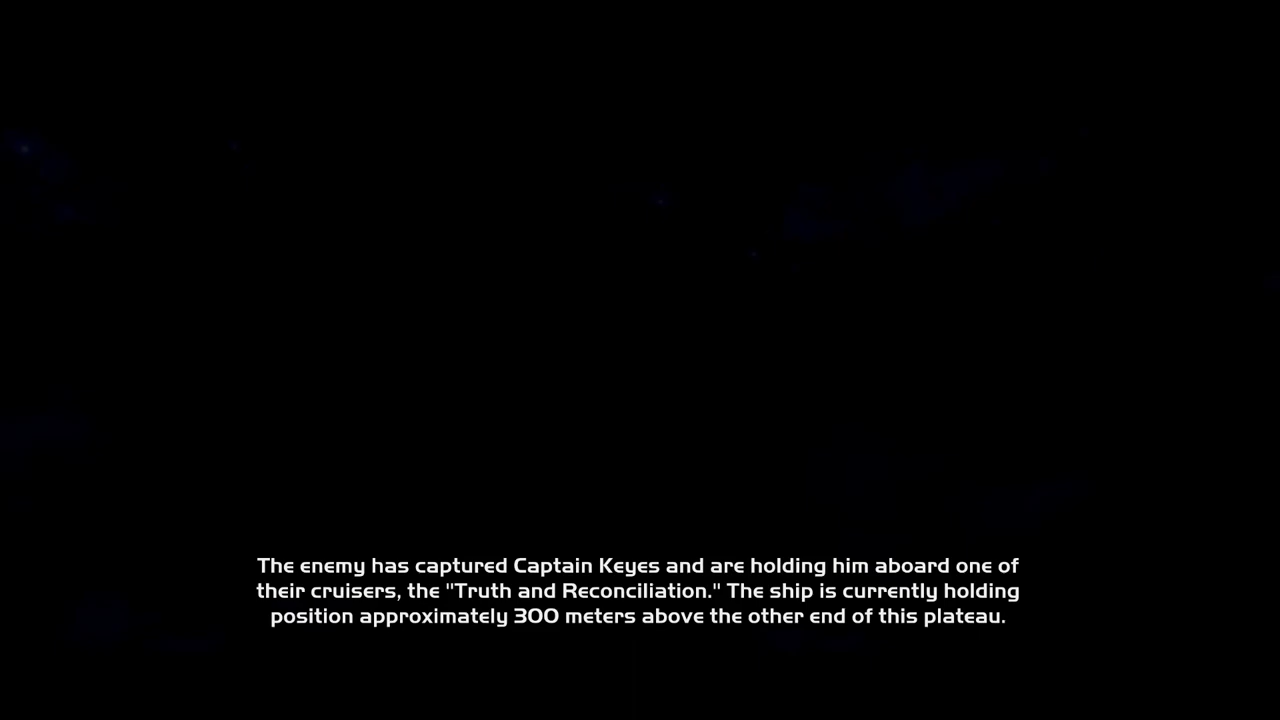 The enemy has captured Captain Keyes and are holding him aboard one of
their cruisers, the "Truth and Reconciliation." The ship is currently holding
position approximately 300 meters above the other end of this plateau.